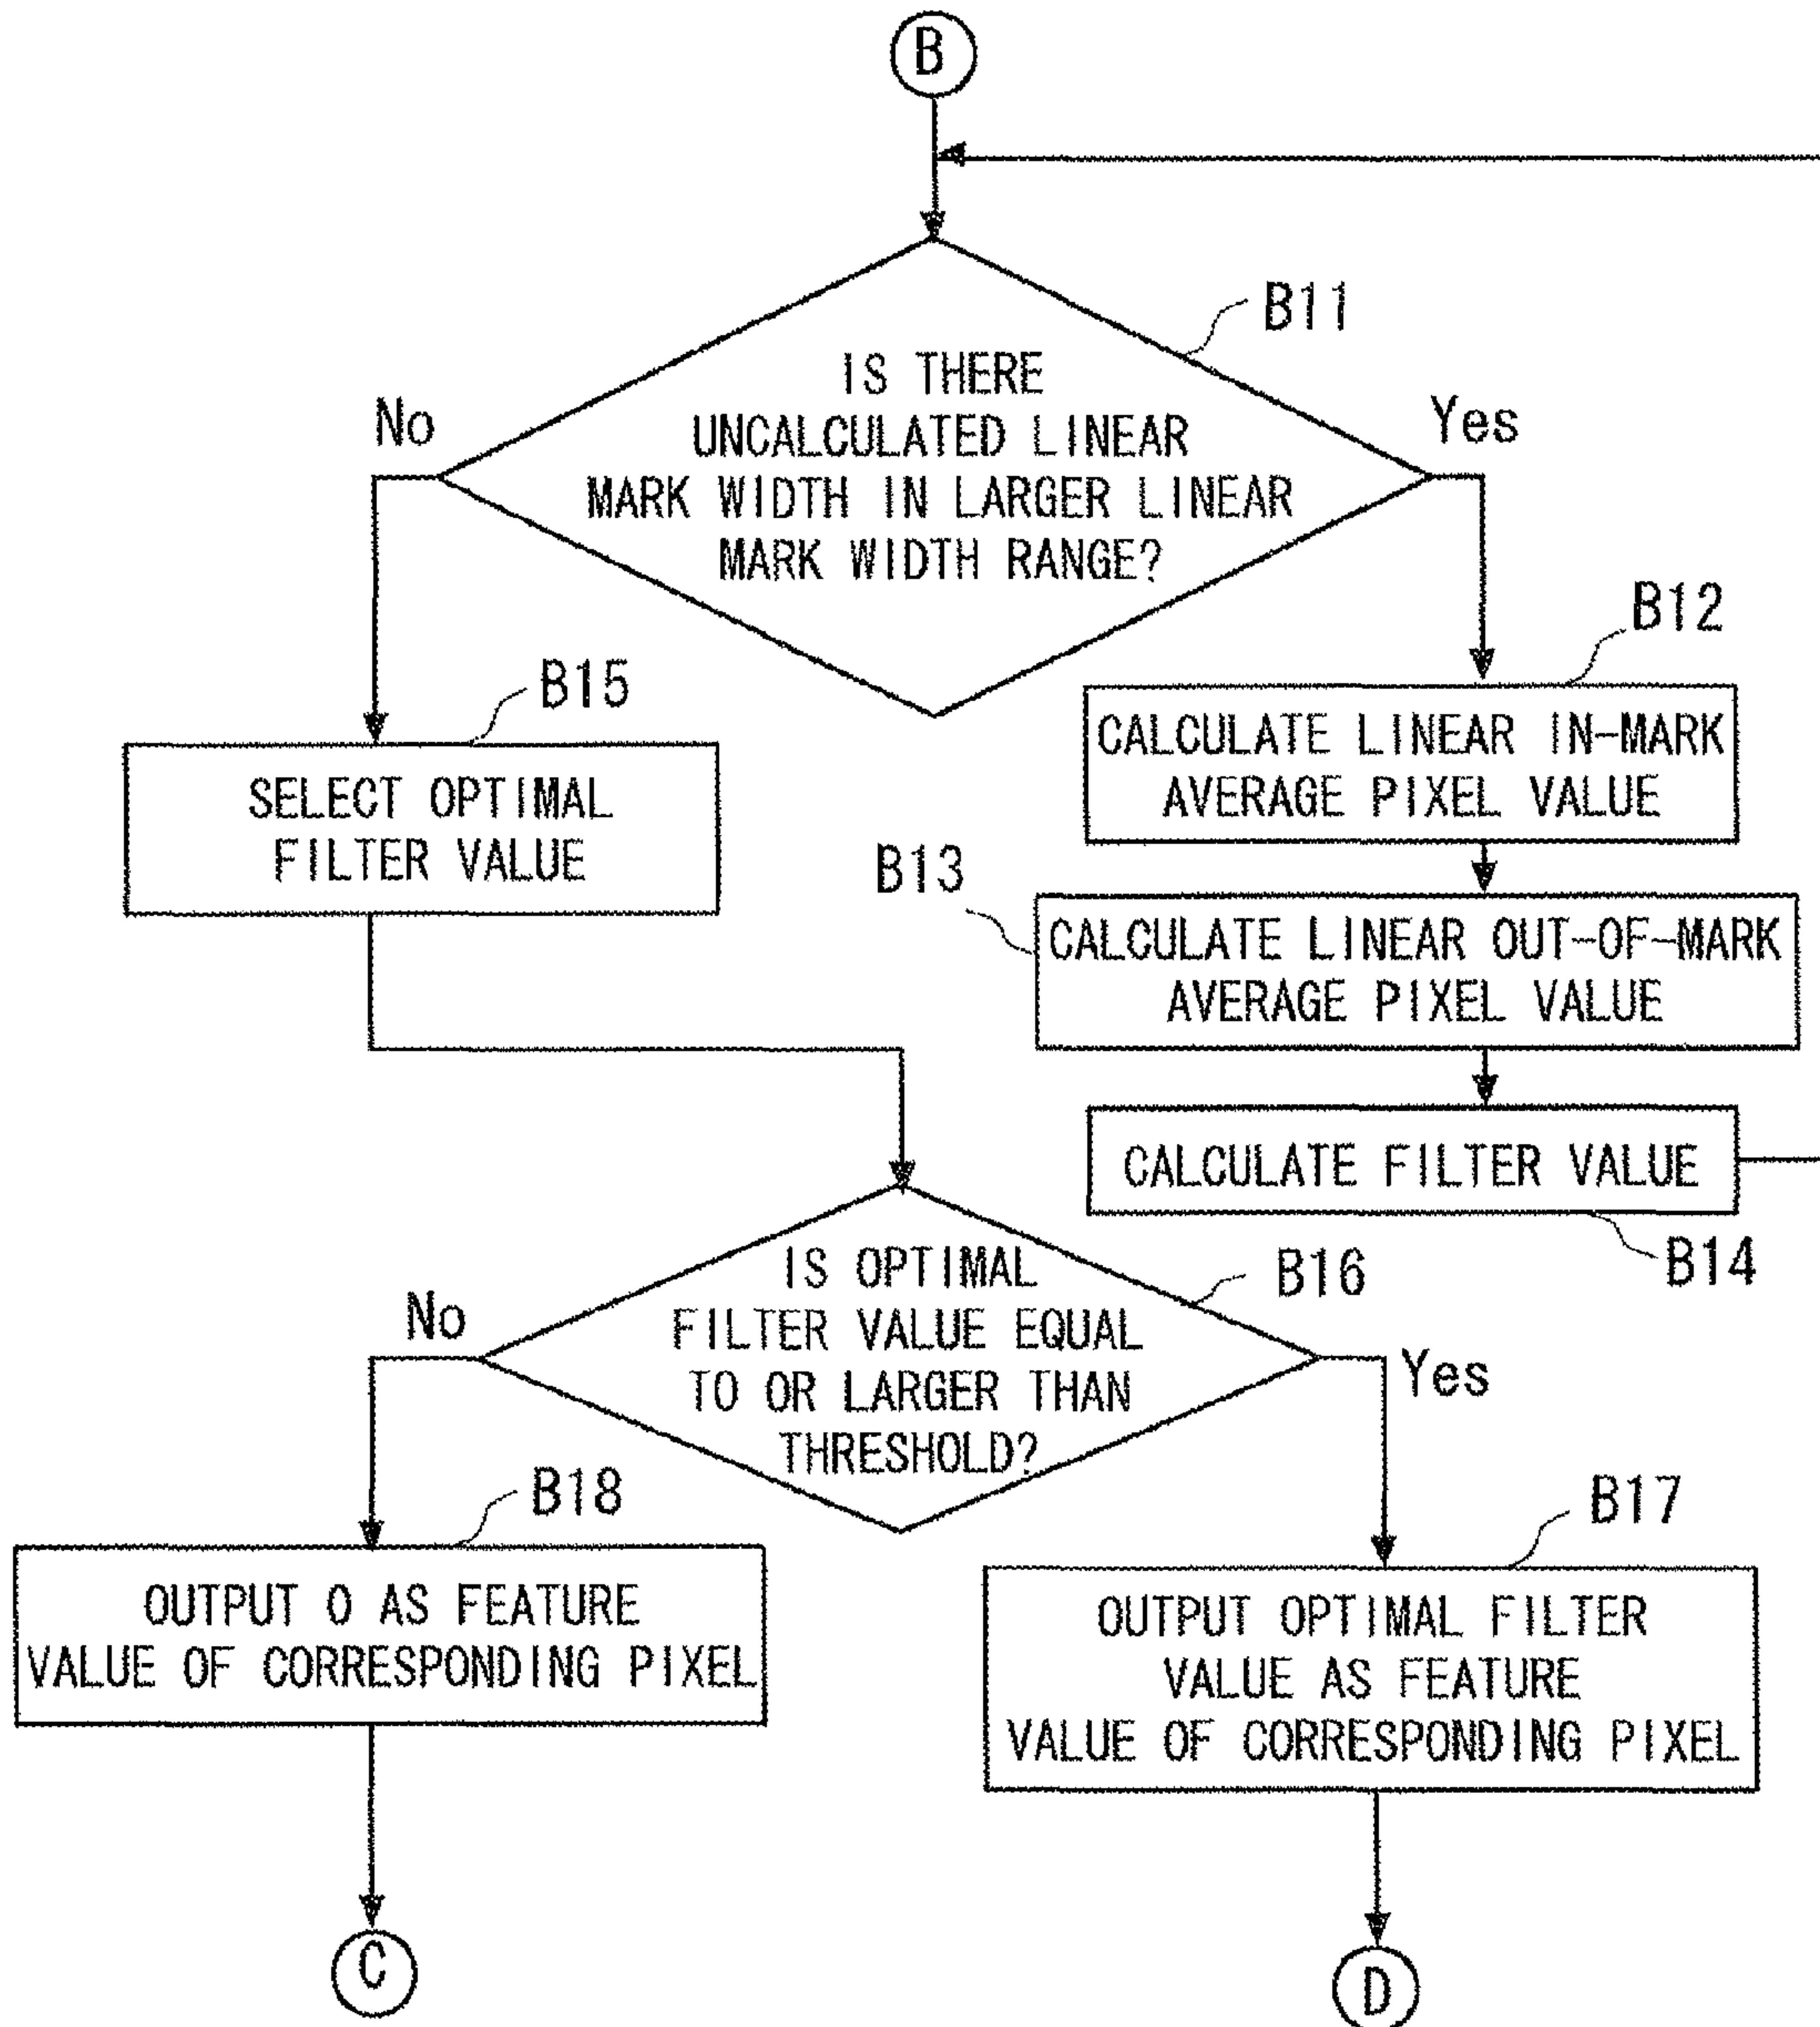 B
B11
IS THERE
UNCALCULATED LINEAR
MARK WIDTH IN LARGER LINEAR
MARK WIDTH RANGE?
No
Yes
B12
CALCULATE LINEAR IN-MARK
AVERAGE PIXEL VALUE
B15
SELECT OPTIMAL
FILTER VALUE
B13
CALCULATE LINEAR OUT-OF-MARK
AVERAGE PIXEL VALUE
CALCULATE FILTER VALUE
B14
IS OPTIMAL
FILTER VALUE EQUAL
TO OR LARGER THAN
THRESHOLD?
B16
No
Yes
B18
OUTPUT 0 AS FEATURE
VALUE OF CORRESPONDING PIXEL
B17
OUTPUT OPTIMAL FILTER
VALUE AS FEATURE
VALUE OF CORRESPONDING PIXEL
C
D